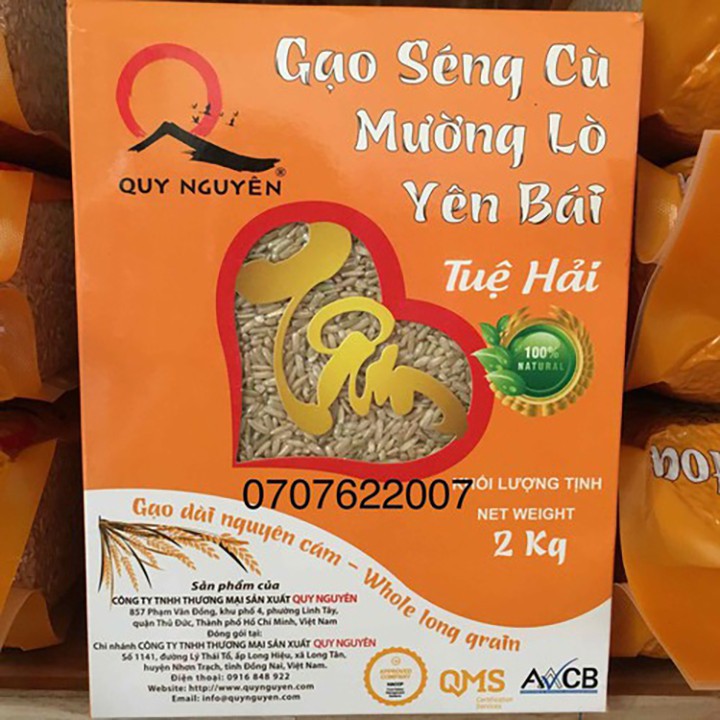 Gạo Séng Cù
Mường Lò
Yên Bái
QUY NGUYÊN®
Tuệ Hải
Tâm
100%
NATURAL
0707622007
KHỐI LƯỢNG TỊNH
NET WEIGHT
2 Kg
Gạo dài nguyên cám – Whole long grain
Sản phẩm của
CÔNG TY TNHH THƯƠNG MẠI SẢN XUẤT QUY NGUYÊN
857 Phạm Văn Đồng, khu phố 4, phường Linh Tây,
quận Thủ Đức, Thành phố Hồ Chí Minh, Việt Nam
Đóng gói tại:
Chi nhánh CÔNG TY TNHH THƯƠNG MẠI SẢN XUẤT QUY NGUYÊN
Số 1141, đường Lý Thái Tổ, ấp Long Hiệu, xã Long Tân,
huyện Nhơn Trạch, tỉnh Đồng Nai, Việt Nam.
Điện thoại: 0916 848 922
Website: http://www.quynguyen.com
Email: info@quynguyen.com
APPROVED
COMPANY
HACCP
QMS
Certification
Services